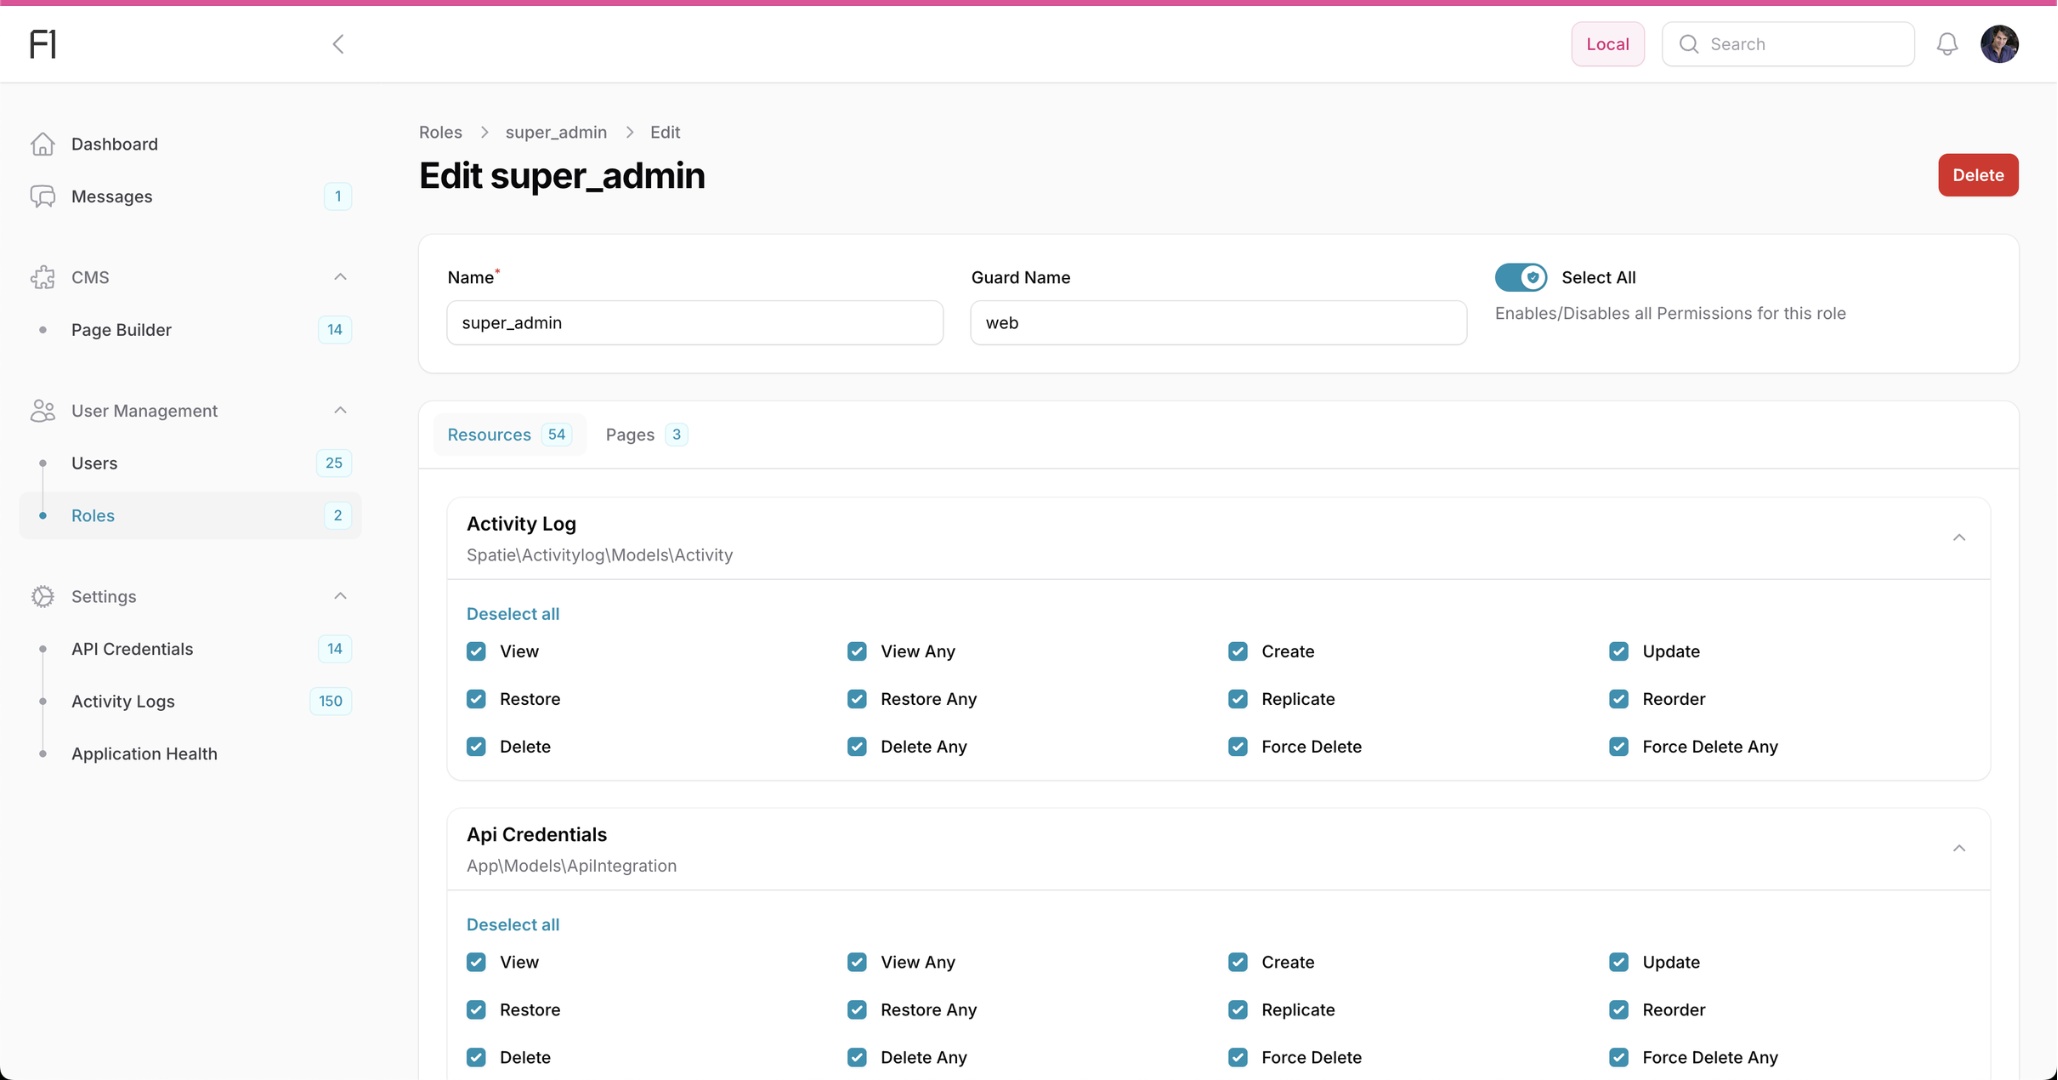 F1
Local
Search
Dashboard
Messages 1
CMS
Page Builder 14
User Management
Users 25
Roles 2
Settings
API Credentials 14
Activity Logs 150
Application Health
Roles > super_admin > Edit
Edit super_admin
Delete
Name*
super_admin
Guard Name
web
Select All
Enables/Disables all Permissions for this role
Resources 54 Pages 3
Activity Log
Spatie\Activitylog\Models\Activity
Deselect all
View View Any Create Update
Restore Restore Any Replicate Reorder
Delete Delete Any Force Delete Force Delete Any
Api Credentials
App\Models\ApiIntegration
Deselect all
View View Any Create Update
Restore Restore Any Replicate Reorder
Delete Delete Any Force Delete Force Delete Any